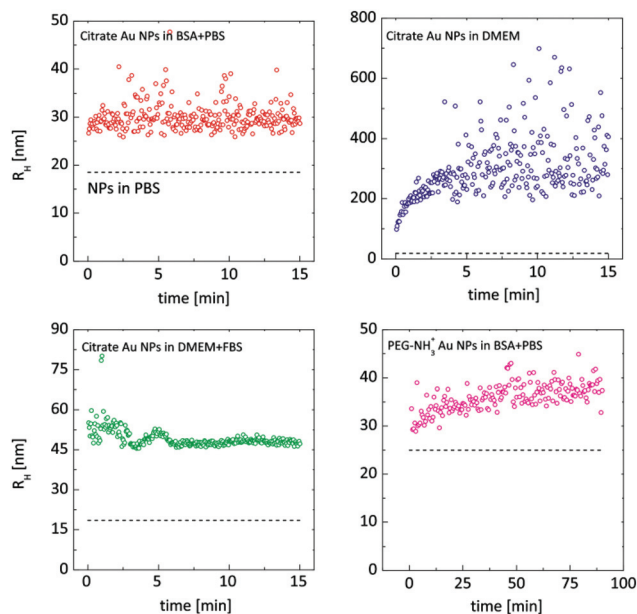 Citrate Au NPs in BSA+PBS
50
40
30
20
10
0
R_H [nm]
NPs in PBS
0 5 10 15
time [min]
Citrate Au NPs in DMEM
800
600
400
200
0
0 5 10 15
time [min]
Citrate Au NPs in DMEM+FBS
90
75
60
45
30
15
0
R_H [nm]
0 5 10 15
time [min]
PEG-NH₃⁺ Au NPs in BSA+PBS
50
40
30
20
10
0
0 25 50 75 100
time [min]